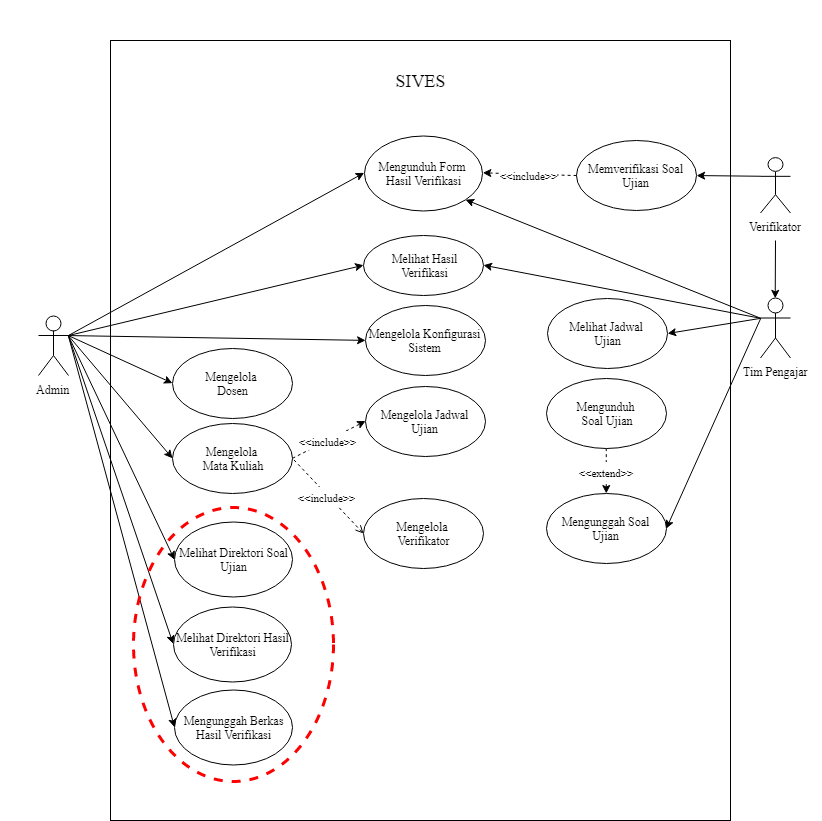 SIVES
Mengunduh Form
Hasil Verifikasi
<<include>>
Memverifikasi Soal
Ujian
Verifikator
Melihat Hasil
Verifikasi
Mengelola Konfigurasi
Sistem
Melihat Jadwal
Ujian
Admin
Tim Pengajar
Mengelola
Dosen
Mengelola Jadwal
Ujian
Mengunduh
Soal Ujian
Mengelola
Mata Kuliah
<<include>>
<<include>>
<<extend>>
Mengelola
Verifikator
Mengunggah Soal
Ujian
Melihat Direktori Soal
Ujian
Melihat Direktori Hasil
Verifikasi
Mengunggah Berkas
Hasil Verifikasi